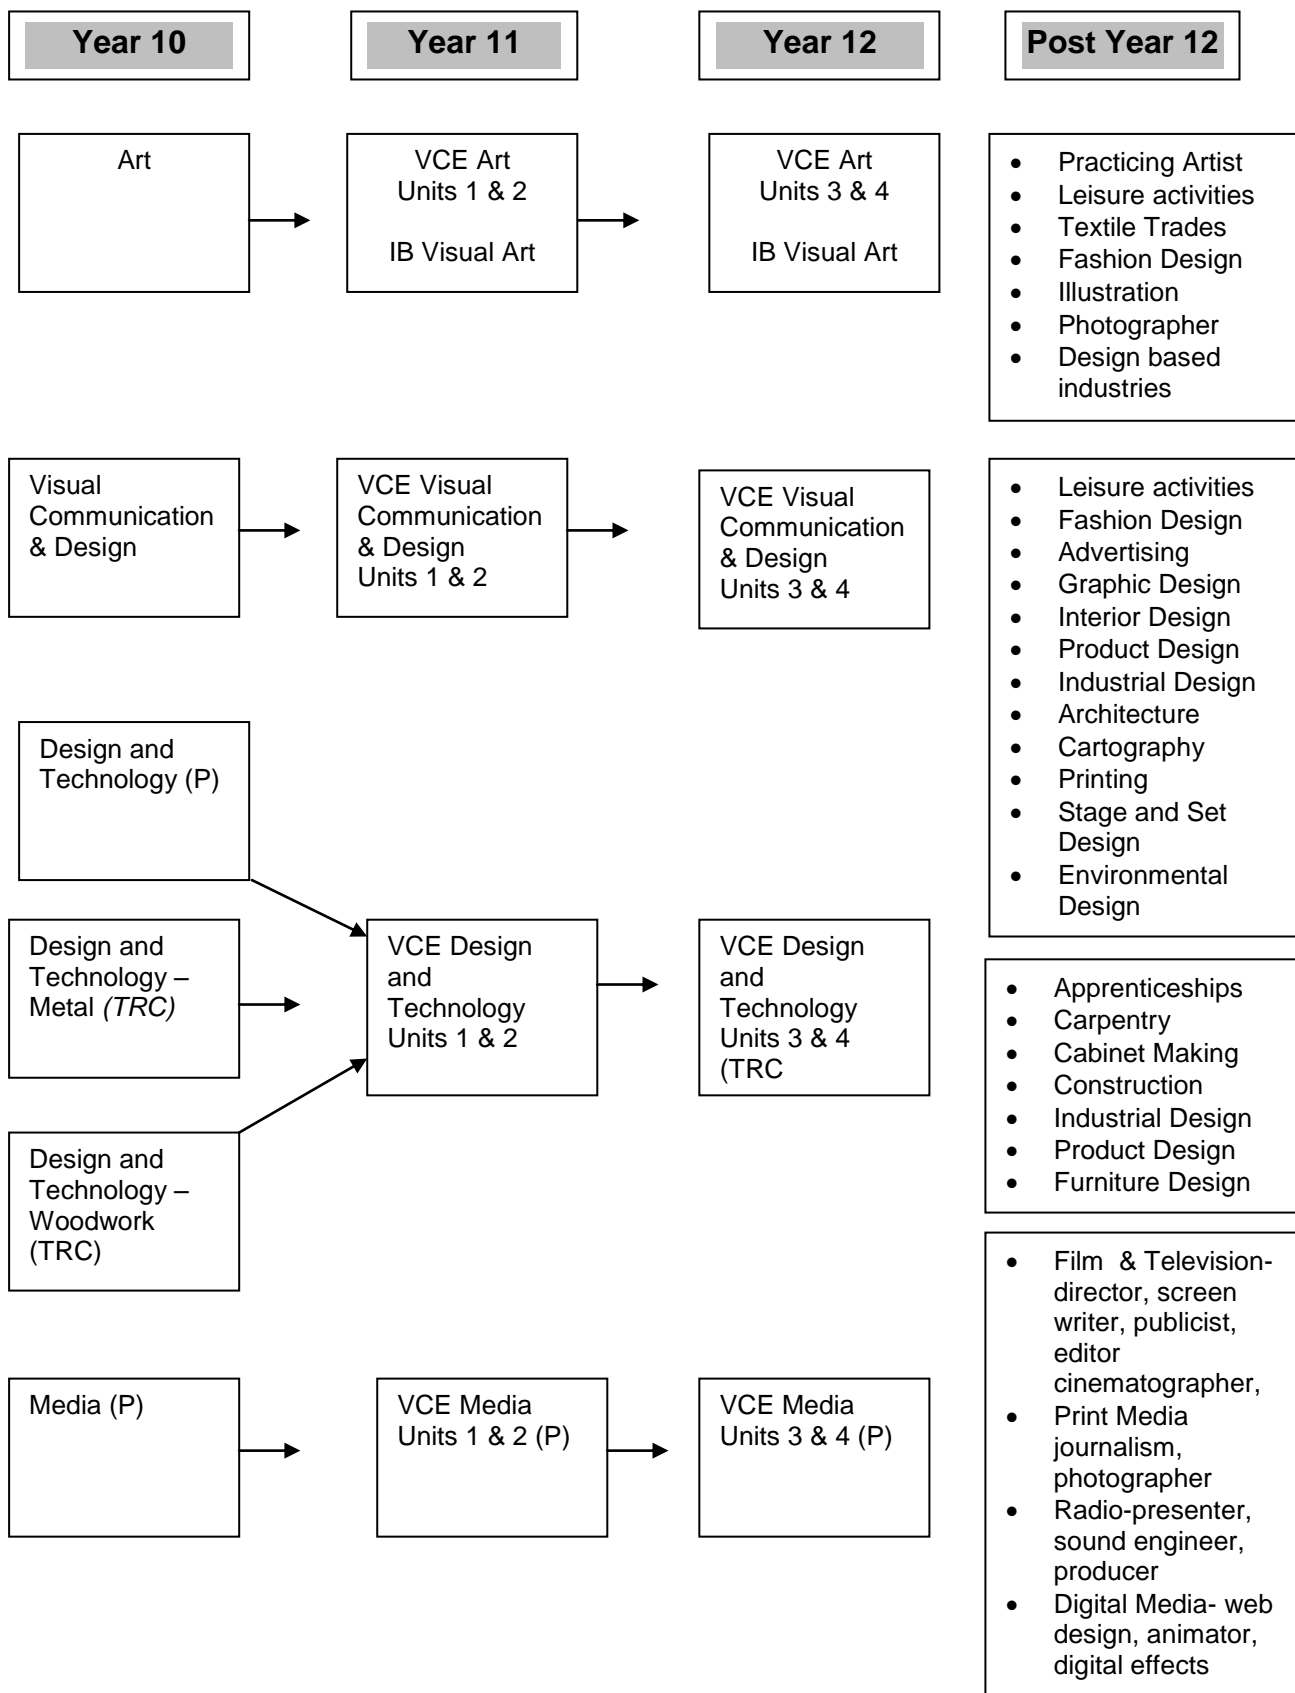 Year 10
Year 11
Year 12
Post Year 12
Art
VCE Art
Units 1 & 2
IB Visual Art
VCE Art
Units 3 & 4
IB Visual Art
• Practicing Artist
• Leisure activities
• Textile Trades
• Fashion Design
• Illustration
• Photographer
• Design based
industries
Visual
Communication
& Design
VCE Visual
Communication
& Design
Units 1 & 2
VCE Visual
Communication
& Design
Units 3 & 4
• Leisure activities
• Fashion Design
• Advertising
• Graphic Design
• Interior Design
• Product Design
• Industrial Design
• Architecture
• Cartography
• Printing
• Stage and Set
Design
• Environmental
Design
Design and
Technology (P)
Design and
Technology –
Metal (TRC)
Design and
Technology –
Woodwork
(TRC)
VCE Design
and
Technology
Units 1 & 2
VCE Design
and
Technology
Units 3 & 4
(TRC
• Apprenticeships
• Carpentry
• Cabinet Making
• Construction
• Industrial Design
• Product Design
• Furniture Design
Media (P)
VCE Media
Units 1 & 2 (P)
VCE Media
Units 3 & 4 (P)
• Film & Television-
director, screen
writer, publicist,
editor
cinematographer,
• Print Media
journalism,
photographer
• Radio-presenter,
sound engineer,
producer
• Digital Media- web
design, animator,
digital effects